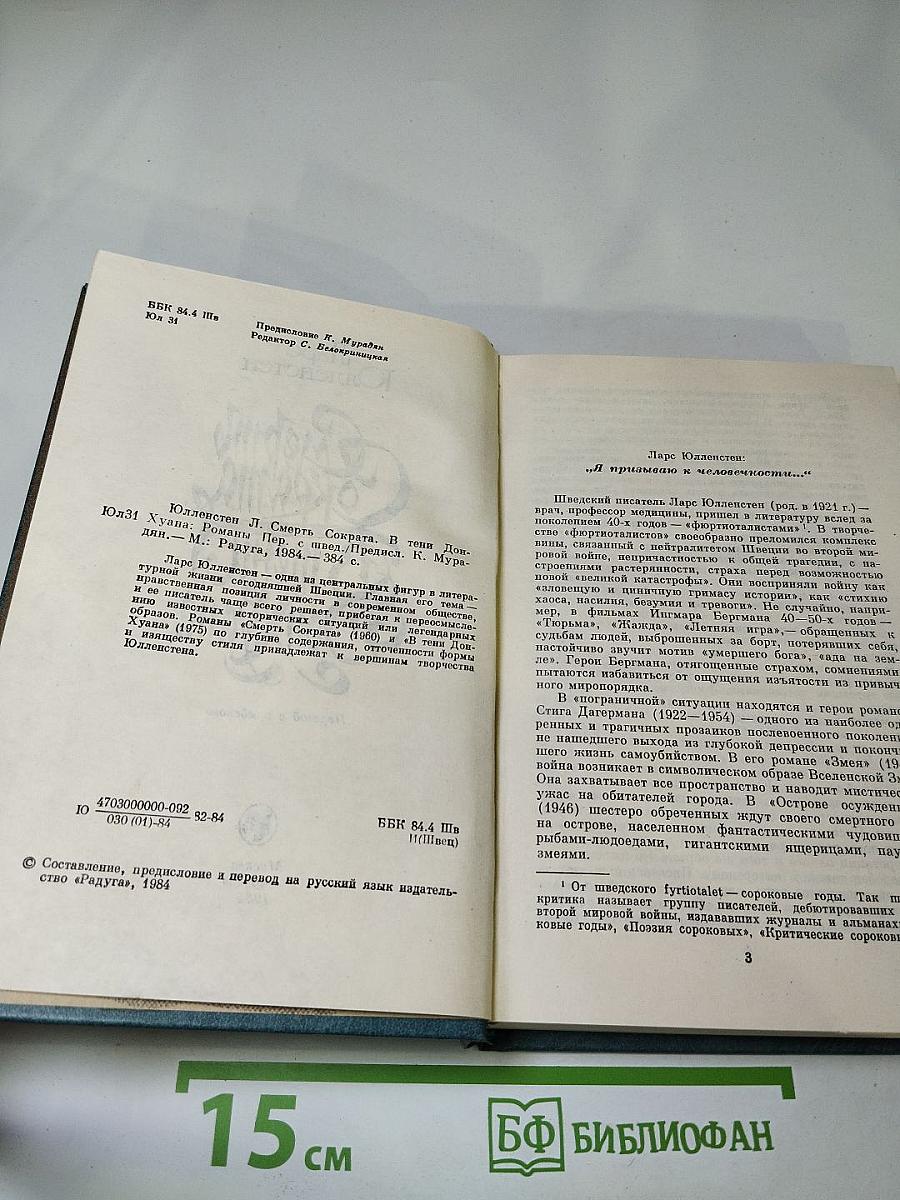 ББК 84.4 Шв
Юл 31
Предисловие К. Мурадян
Редактор С. Белокриницкая
Юлленстен Л. Смерть Сократа. В тени Дон-
Юл31 Хуана: Романы Пер. с швед./Предисл. К. Мура-
дян.— М.: Радуга, 1984.— 384 с.
Ларс Юлленстен — одна из центральных фигур в литера-
турной жизни сегодняшней Швеции. Главная его тема —
нравственная позиция личности в современном обществе,
и ее писатель чаще всего решает, прибегая к переосмысле-
нию известных исторических ситуаций или легендарных
образов. Романы «Смерть Сократа» (1960) и «В тени Дон-
Хуана» (1975) по глубине содержания, отточенности формы
и изяществу стиля принадлежат к вершинам творчества
Юлленстена.
Ю 4703000000-092 82-84
030 (01)-84
ББК 84.4 Шв
И(Швец)
© Составление, предисловие и перевод на русский язык издатель-
ство «Радуга», 1984
Ларс Юлленстен:
„Я призываю к человечности...“
Шведский писатель Ларс Юлленстен (род. в 1921 г.) —
врач, профессор медицины, пришел в литературу вслед за
поколением 40-х годов — «фюртиоталистами» ¹. В творче-
стве «фюртиоталистов» своеобразно преломился комплекс
вины, связанный с нейтралитетом Швеции во второй ми-
ровой войне, непричастностью к общей трагедии, с на-
строениями растерянности, страха перед возможностью
новой «великой катастрофы». Они восприняли войну как
«зловещую и циничную гримасу истории», как «стихию
хаоса, насилия, безумия и тревоги». Не случайно, напри-
мер, в фильмах Ингмара Бергмана 40—50-х годов —
«Тюрьма», «Жажда», «Летняя игра», — обращенных к
судьбам людей, выброшенных за борт, потерявших себя,
настойчиво звучит мотив «умершего бога», «ада на зем-
ле». Герои Бергмана, отягощенные страхом, сомнениями
пытаются избавиться от ощущения изъятости из привыч
ного миропорядка.
В «пограничной» ситуации находятся и герои романо
Стига Дагермана (1922—1954) — одного из наиболее ода
ренных и трагичных прозаиков послевоенного поколени
не нашедшего выхода из глубокой депрессии и поконч
шего жизнь самоубийством. В его романе «Змея» (19
война возникает в символическом образе Вселенской Зм
Она захватывает все пространство и наводит мистичес
ужас на обитателей города. В «Острове осужденн
(1946) шестеро обреченных ждут своего смертного
на острове, населенном фантастическими чудовищ
рыбами-людоедами, гигантскими ящерицами, пау
змеями.
¹ От шведского fyrtiotalet — сороковые годы. Так ш
критика называет группу писателей, дебютировавших
второй мировой войны, издававших журналы и альманах
ковые годы», «Поэзия сороковых», «Критические сороковы
3
15 см
БФ БИБЛИОФАН